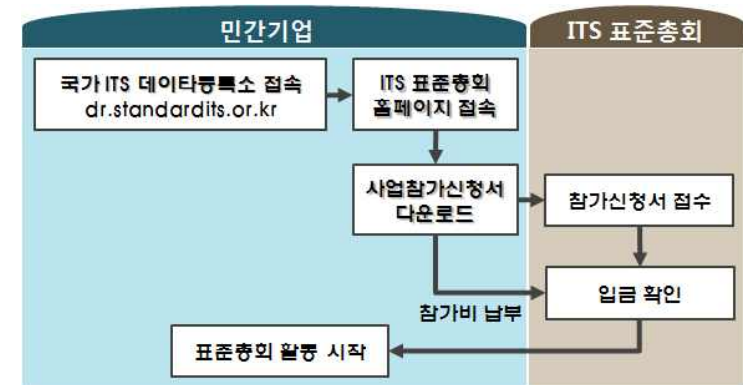 민간기업
ITS 표준총회
국가 ITS 데이타등록소 접속
dr.standardits.or.kr
ITS 표준총회
홈페이지 접속
사업참가신청서
다운로드
참가신청서 접수
입금 확인
참가비 납부
표준총회 활동 시작